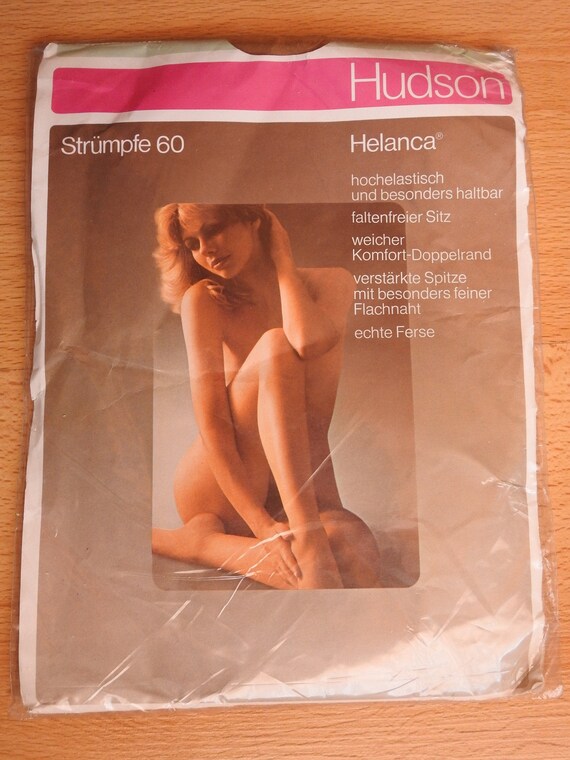 Hudson
Strümpfe 60
Helanca®
hochelastisch
und besonders haltbar
faltenfreier Sitz
weicher
Komfort-Doppelrand
verstärkte Spitze
mit besonders feiner
Flachnaht
echte Ferse